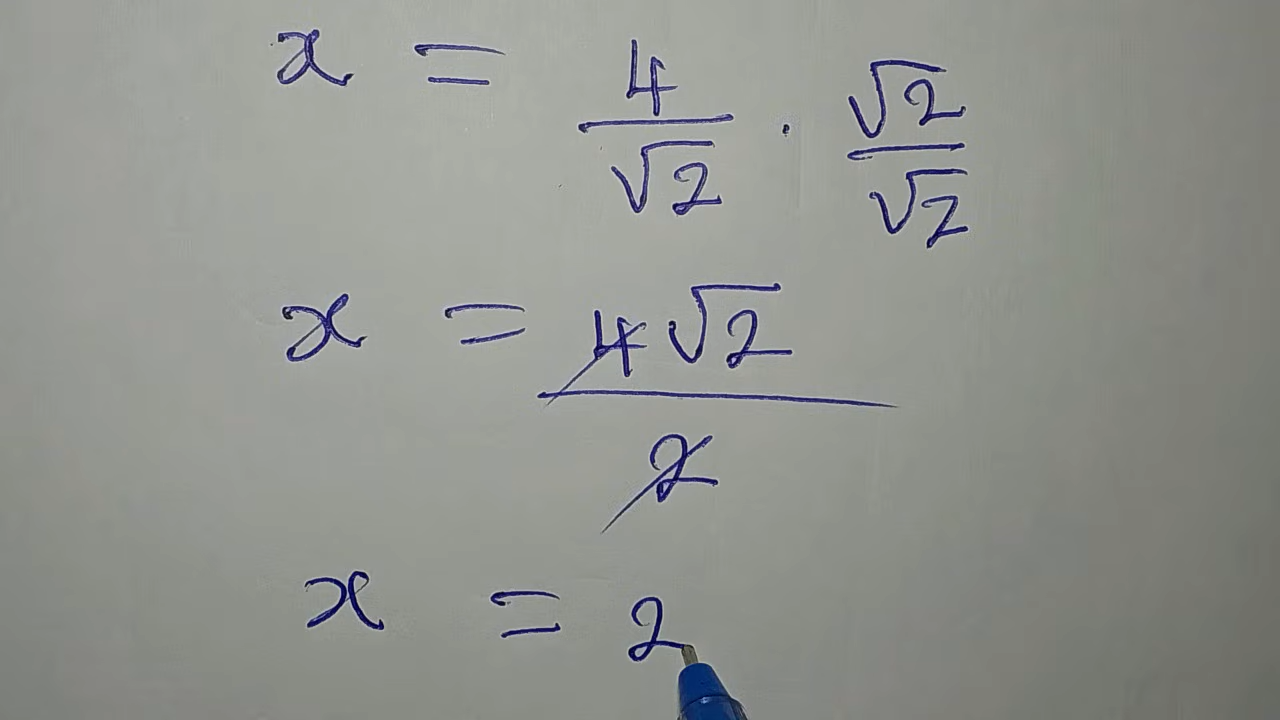 x = 4/√2 · √2/√2
x = 4√2/2
x = 2